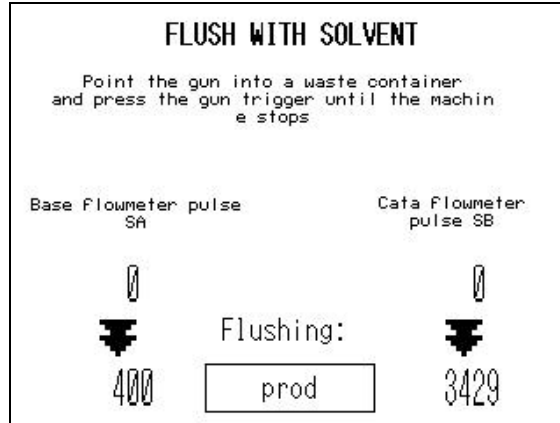 FLUSH WITH SOLVENT
Point the gun into a waste container
and press the gun trigger until the machin
e stops
Base flowmeter pulse
SA
Cata flowmeter
pulse SB
0
0
Flushing:
400
prod
3429